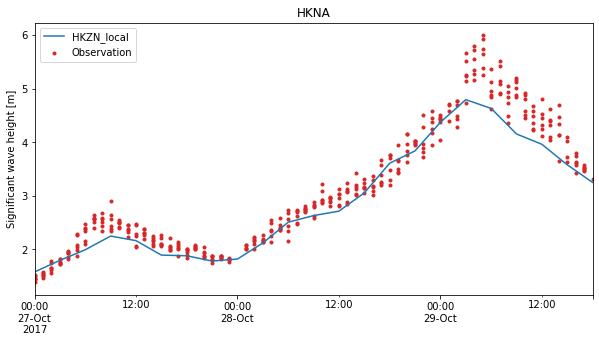 HKNA
HKZN_local
Observation
Significant wave height [m]
6
5
4
3
2
00:00
27-Oct
2017
12:00
00:00
28-Oct
12:00
00:00
29-Oct
12:00